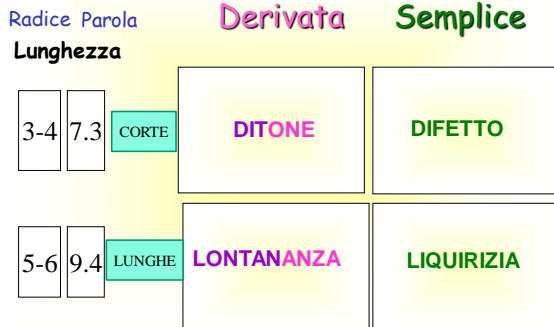 Radice Parola Derivata Semplice
Lunghezza
3-4 7.3 CORTE DITONE DIFETTO
5-6 9.4 LUNGHE LONTANANZA LIQUIRIZIA